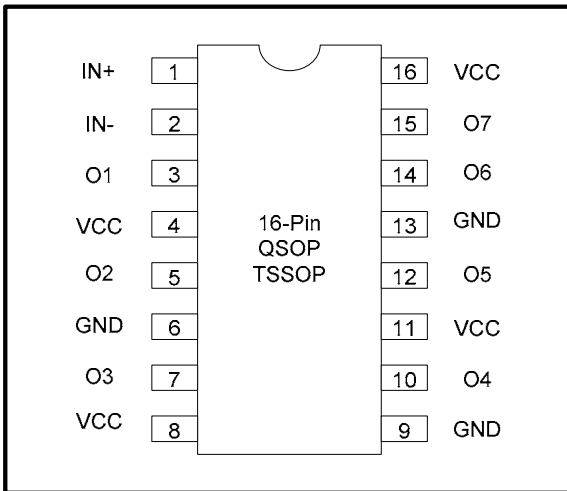 IN+ 1 16 VCC
IN- 2 15 O7
O1 3 14 O6
VCC 4 16-Pin 13 GND
QSOP
O2 5 TSSOP 12 O5
GND 6 11 VCC
O3 7 10 O4
VCC 8 9 GND